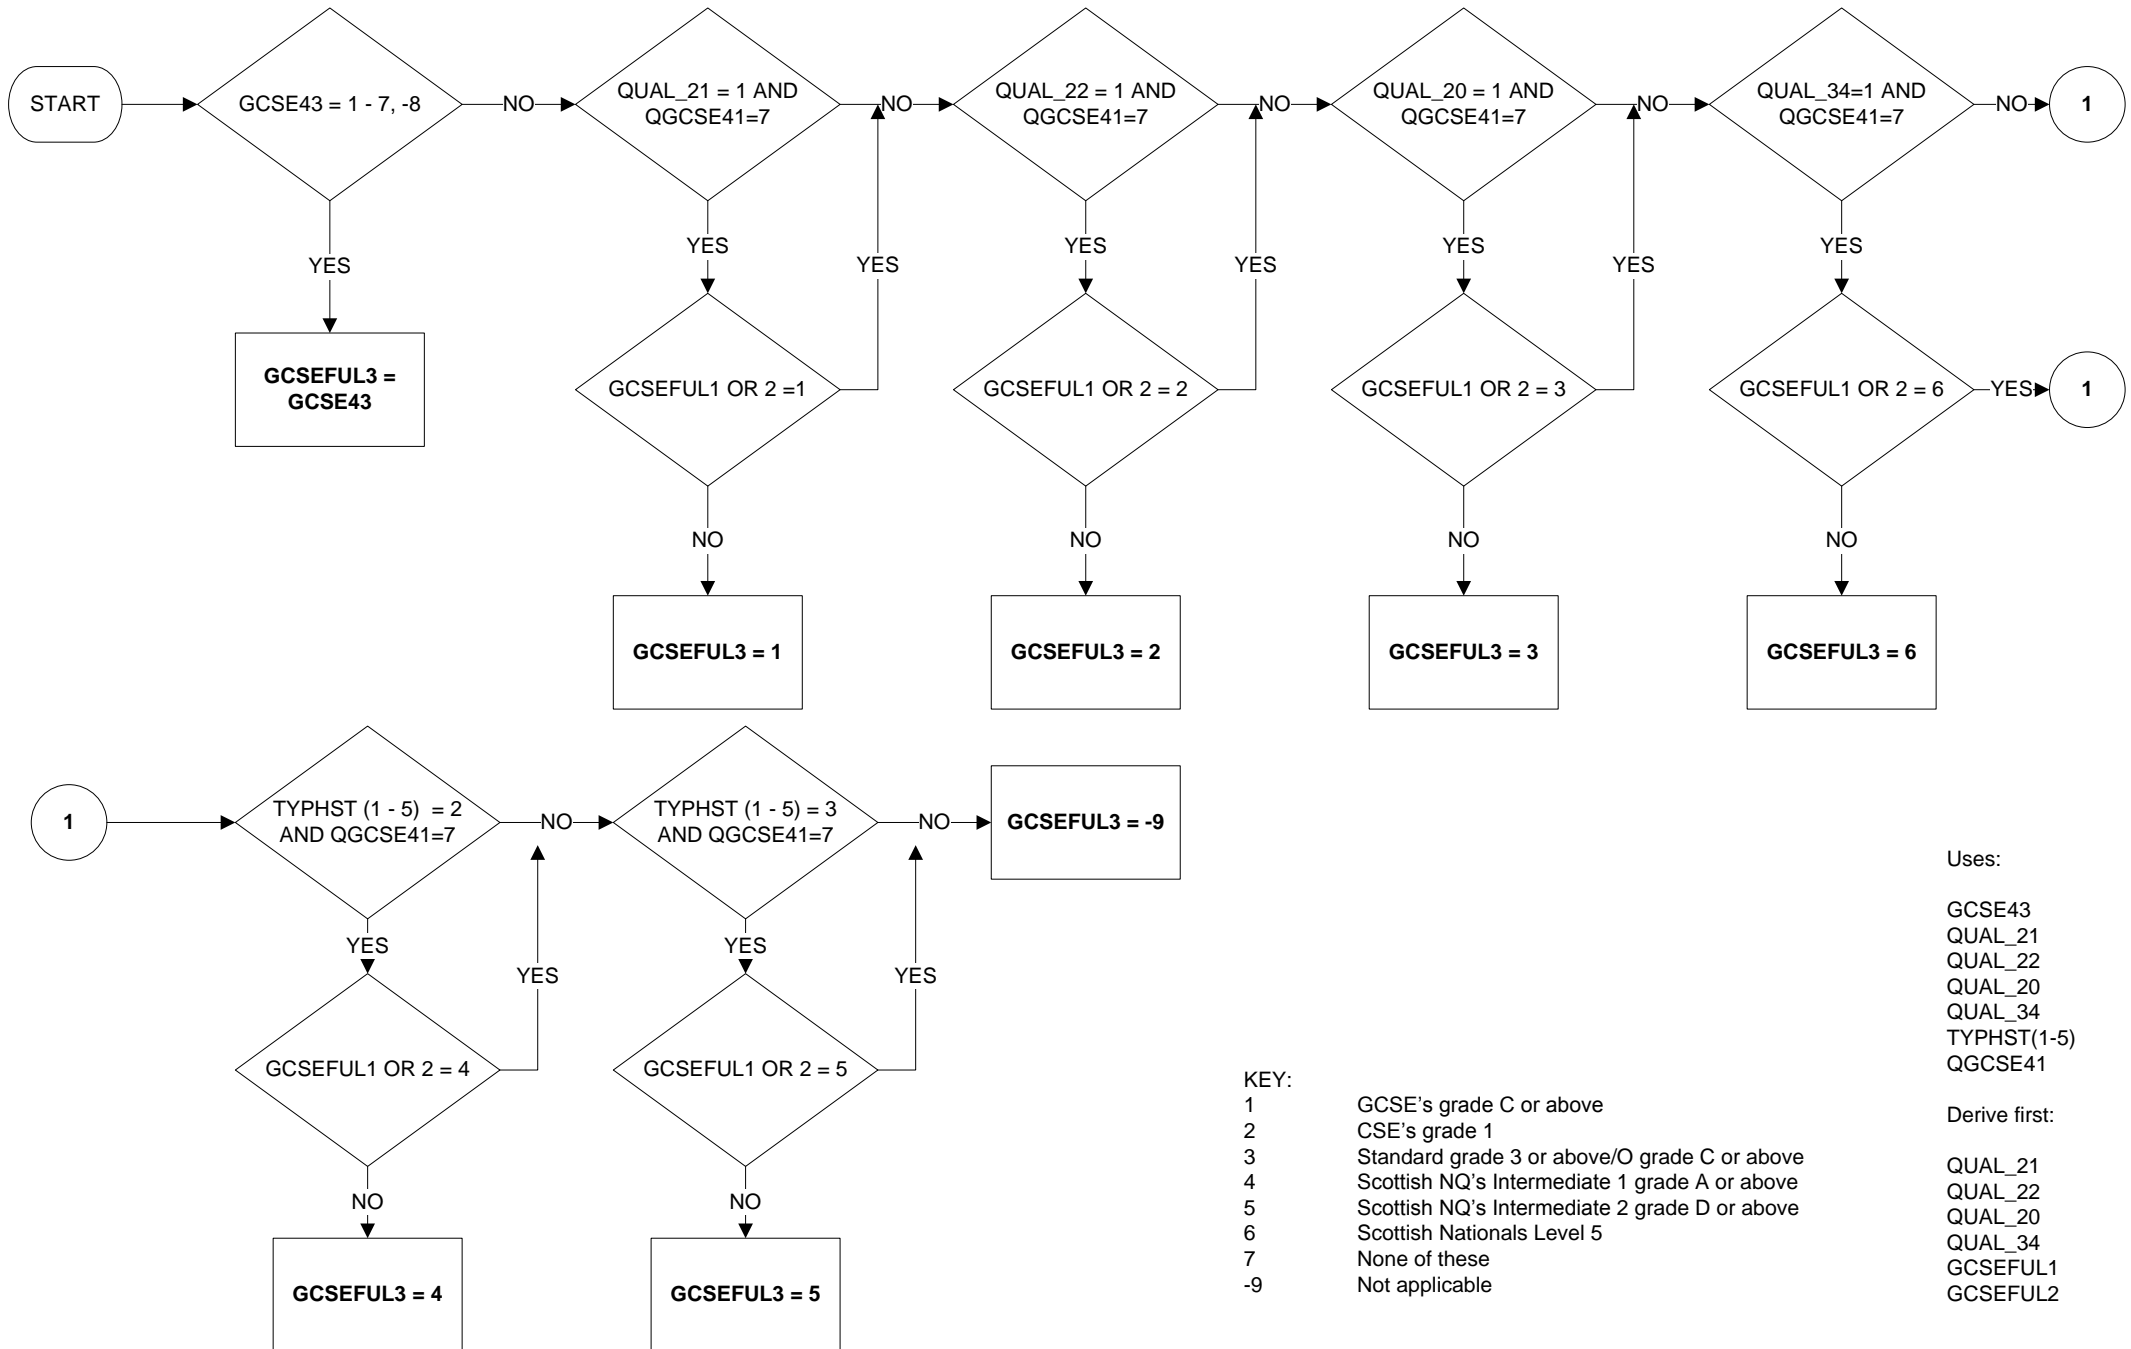 START
GCSE43 = 1 - 7, -8
NO
QUAL_21 = 1 AND
QGCSE41=7
NO
QUAL_22 = 1 AND
QGCSE41=7
NO
QUAL_20 = 1 AND
QGCSE41=7
NO
QUAL_34=1 AND
QGCSE41=7
NO
1
YES
YES
YES
YES
YES
YES
YES
YES
GCSEFUL3 =
GCSE43
GCSEFUL1 OR 2 =1
GCSEFUL1 OR 2 = 2
GCSEFUL1 OR 2 = 3
GCSEFUL1 OR 2 = 6
YES
1
NO
NO
NO
NO
GCSEFUL3 = 1
GCSEFUL3 = 2
GCSEFUL3 = 3
GCSEFUL3 = 6
1
TYPHST (1 - 5)  = 2
AND QGCSE41=7
NO
TYPHST (1 - 5) = 3
AND QGCSE41=7
NO
GCSEFUL3 = -9
YES
YES
YES
YES
GCSEFUL1 OR 2 = 4
GCSEFUL1 OR 2 = 5
NO
NO
GCSEFUL3 = 4
GCSEFUL3 = 5
KEY:
1 GCSE’s grade C or above
2 CSE’s grade 1
3 Standard grade 3 or above/O grade C or above
4 Scottish NQ’s Intermediate 1 grade A or above
5 Scottish NQ’s Intermediate 2 grade D or above
6 Scottish Nationals Level 5
7 None of these
-9 Not applicable
Uses:
GCSE43
QUAL_21
QUAL_22
QUAL_20
QUAL_34
TYPHST(1-5)
QGCSE41
Derive first:
QUAL_21
QUAL_22
QUAL_20
QUAL_34
GCSEFUL1
GCSEFUL2